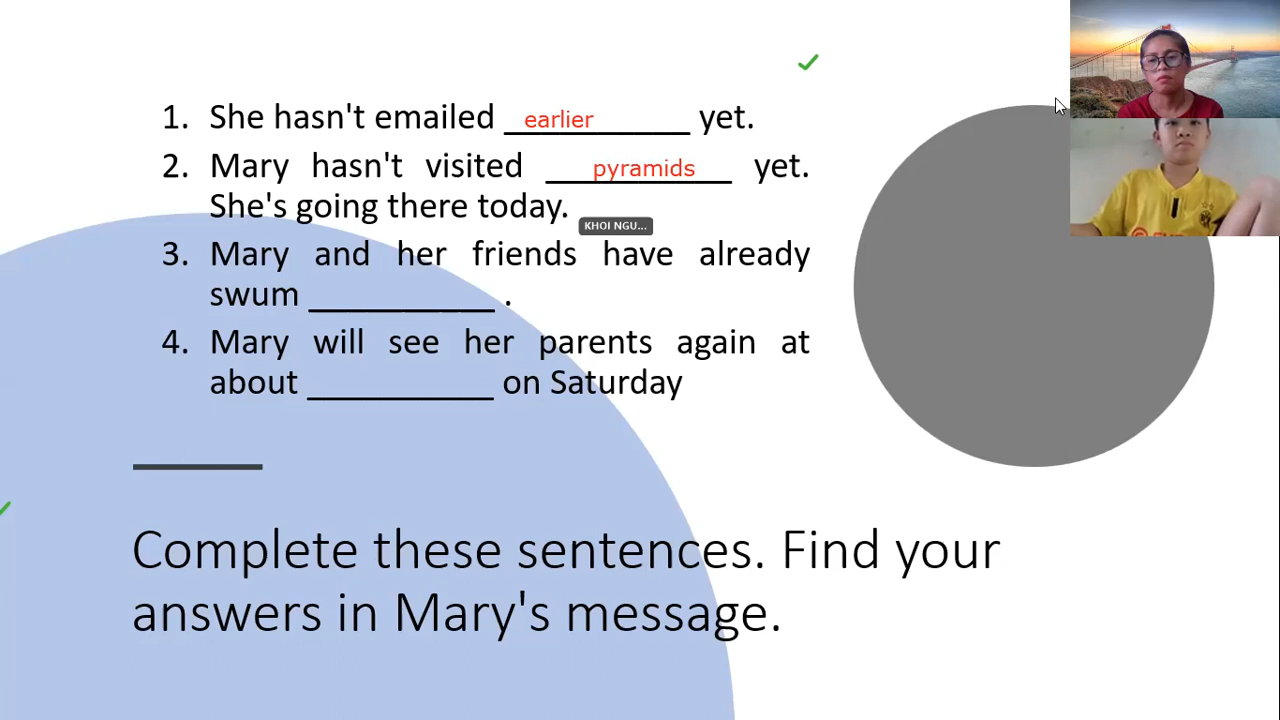 1. She hasn't emailed earlier yet.
2. Mary hasn't visited pyramids yet.
She's going there today.
KHOI NGU...
3. Mary and her friends have already
swum __________ .
4. Mary will see her parents again at
about __________ on Saturday
Complete these sentences. Find your
answers in Mary's message.